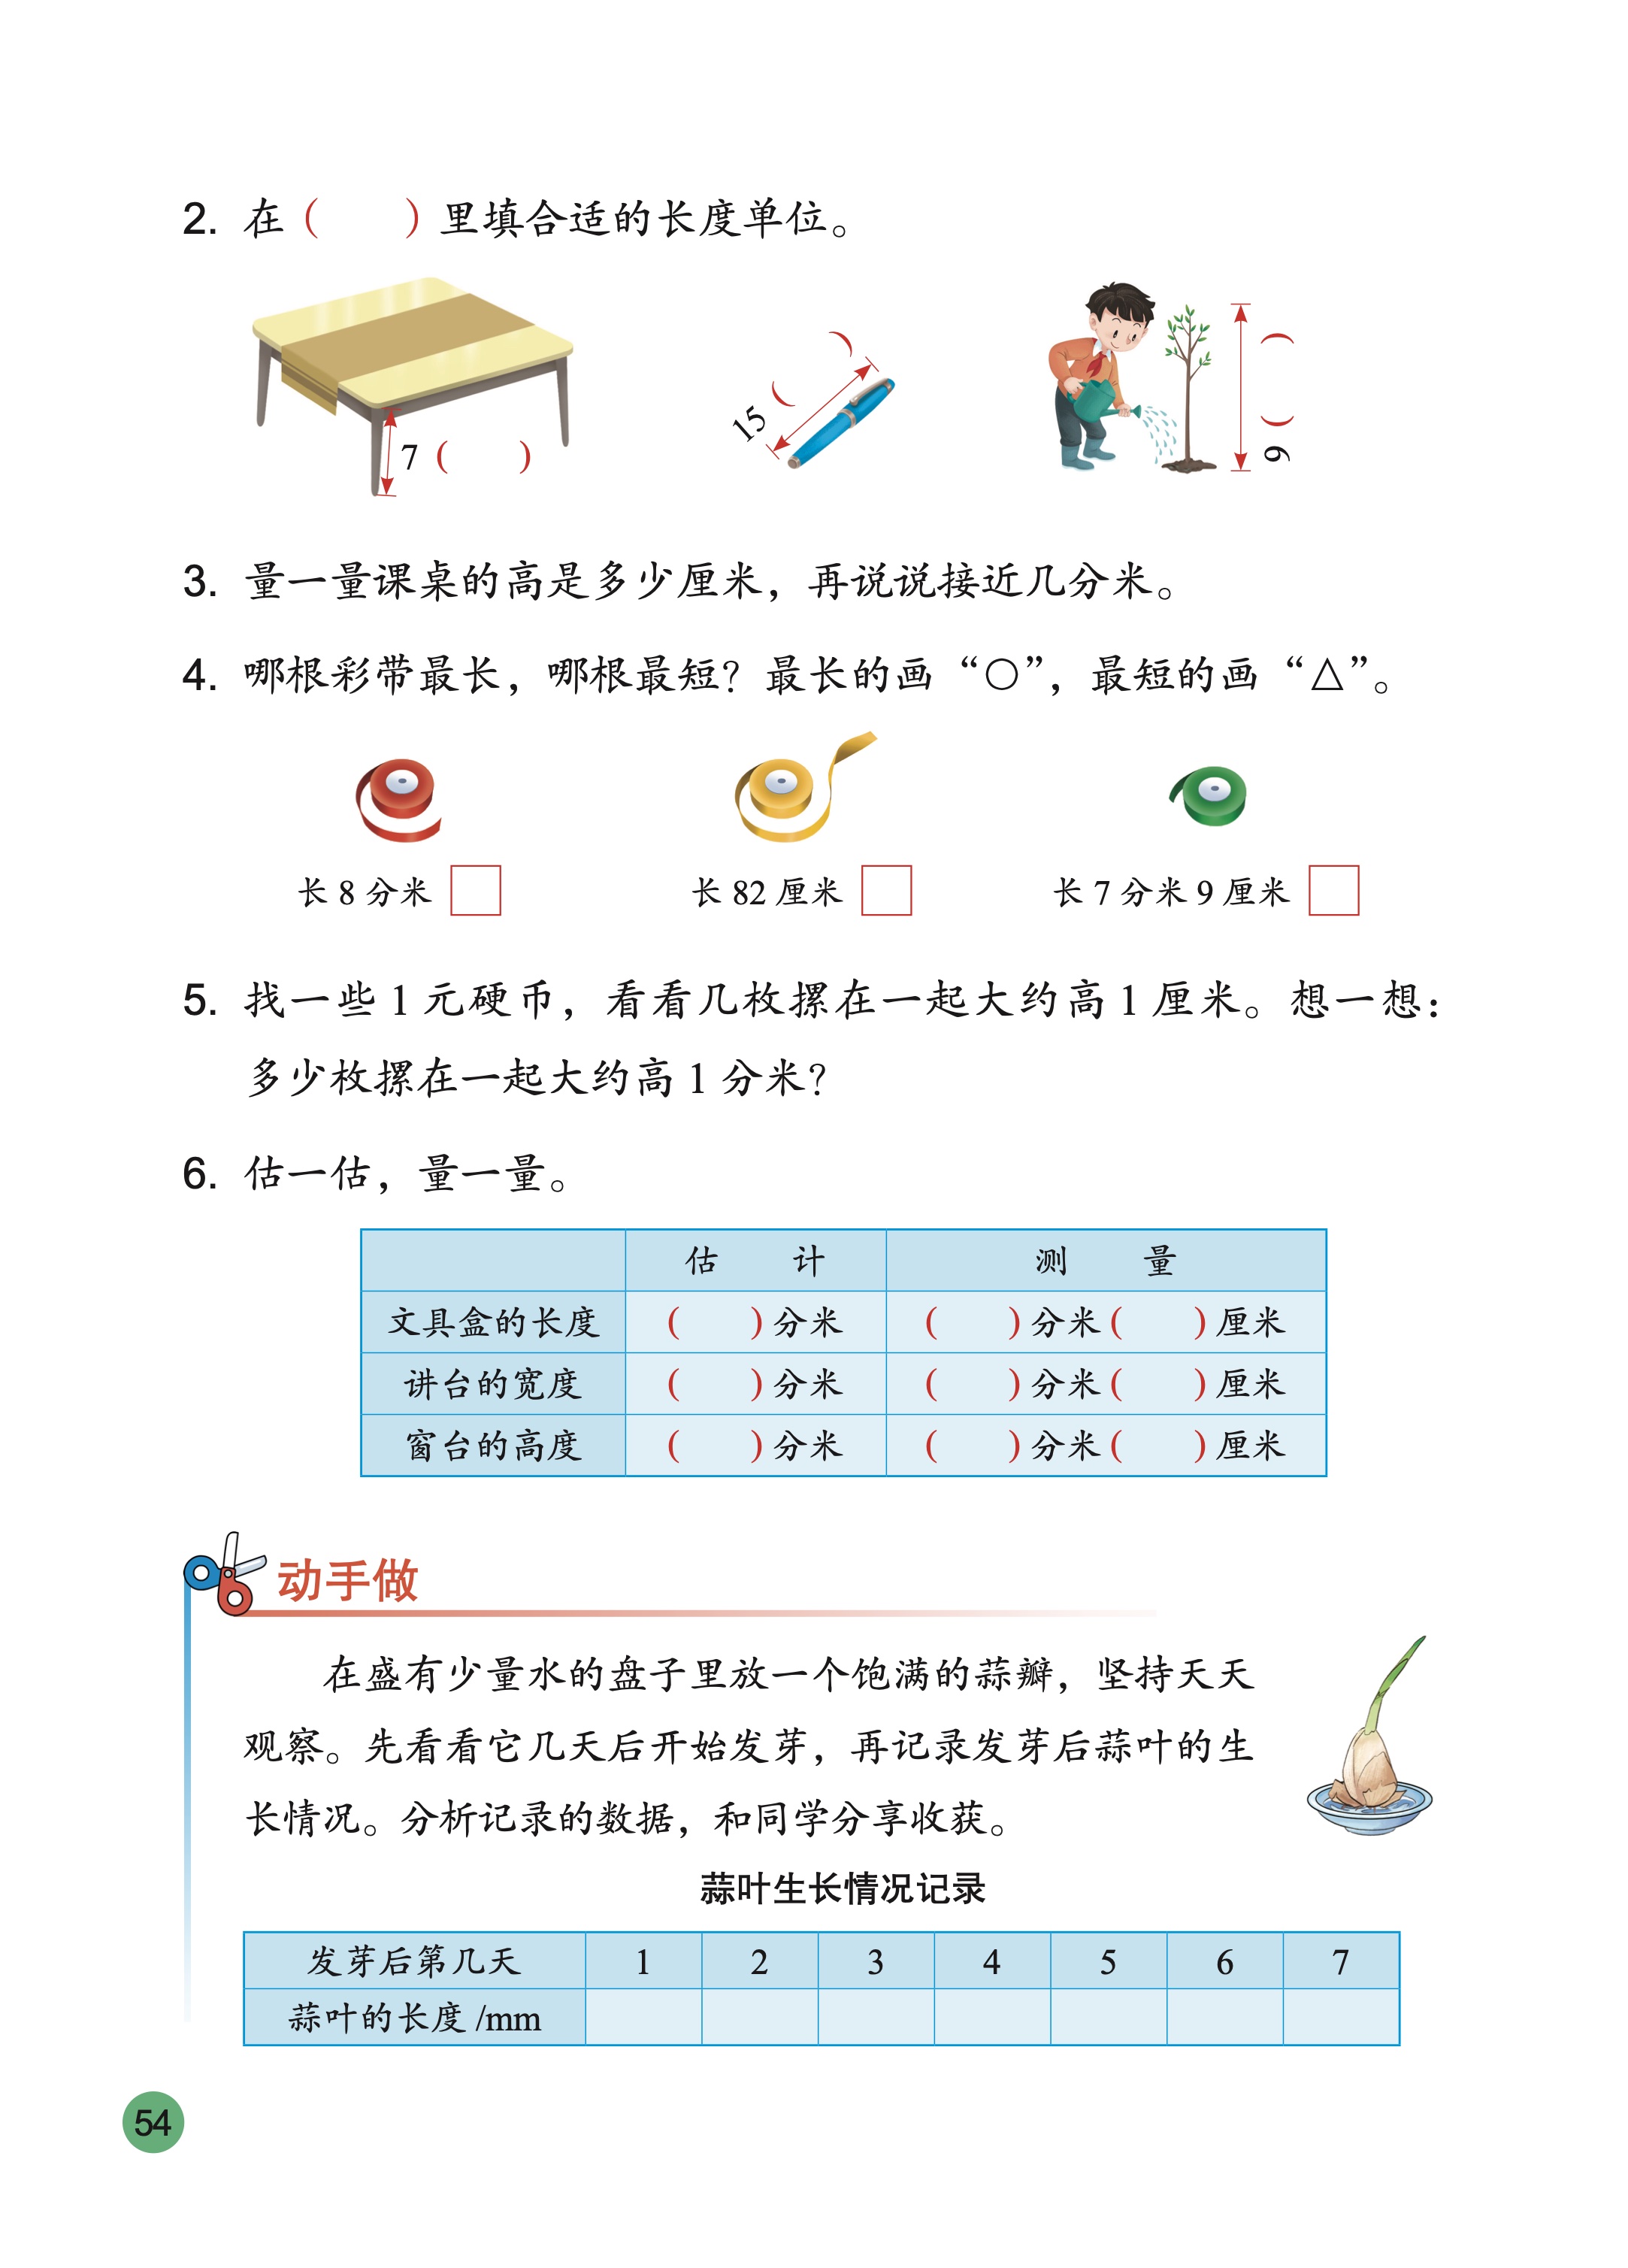 2. 在（　　）里填合适的长度单位。
7（　　）
15（　　）
9（　　）
3. 量一量课桌的高是多少厘米，再说说接近几分米。
4. 哪根彩带最长，哪根最短？最长的画“○”，最短的画“△”。
长 8 分米 □
长 82 厘米 □
长 7 分米 9 厘米 □
5. 找一些 1 元硬币，看看几枚摞在一起大约高 1 厘米。想一想：
多少枚摞在一起大约高 1 分米？
6. 估一估，量一量。
估　计　测　量
文具盒的长度　（　　）分米　（　　）分米（　　）厘米
讲台的宽度　（　　）分米　（　　）分米（　　）厘米
窗台的高度　（　　）分米　（　　）分米（　　）厘米
动手做
在盛有少量水的盘子里放一个饱满的蒜瓣，坚持天天
观察。先看看它几天后开始发芽，再记录发芽后蒜叶的生
长情况。分析记录的数据，和同学分享收获。
蒜叶生长情况记录
发芽后第几天　1　2　3　4　5　6　7
蒜叶的长度 /mm
54